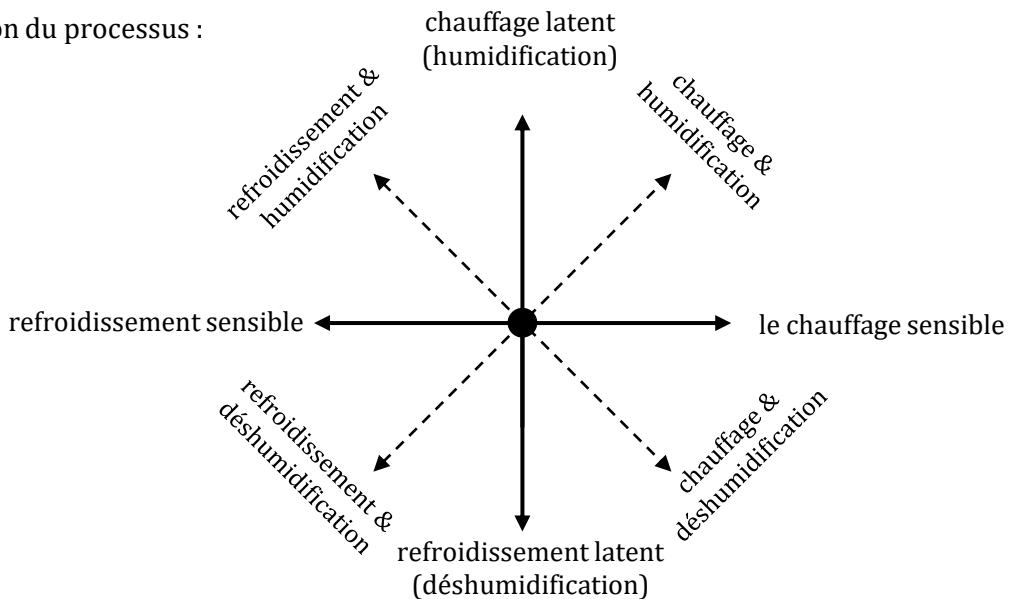 on du processus :
chauffage latent
(humidification)
refroidissement &
humidification
chauffage &
humidification
refroidissement sensible
le chauffage sensible
refroidissement &
déshumidification
chauffage &
déshumidification
refroidissement latent
(déshumidification)